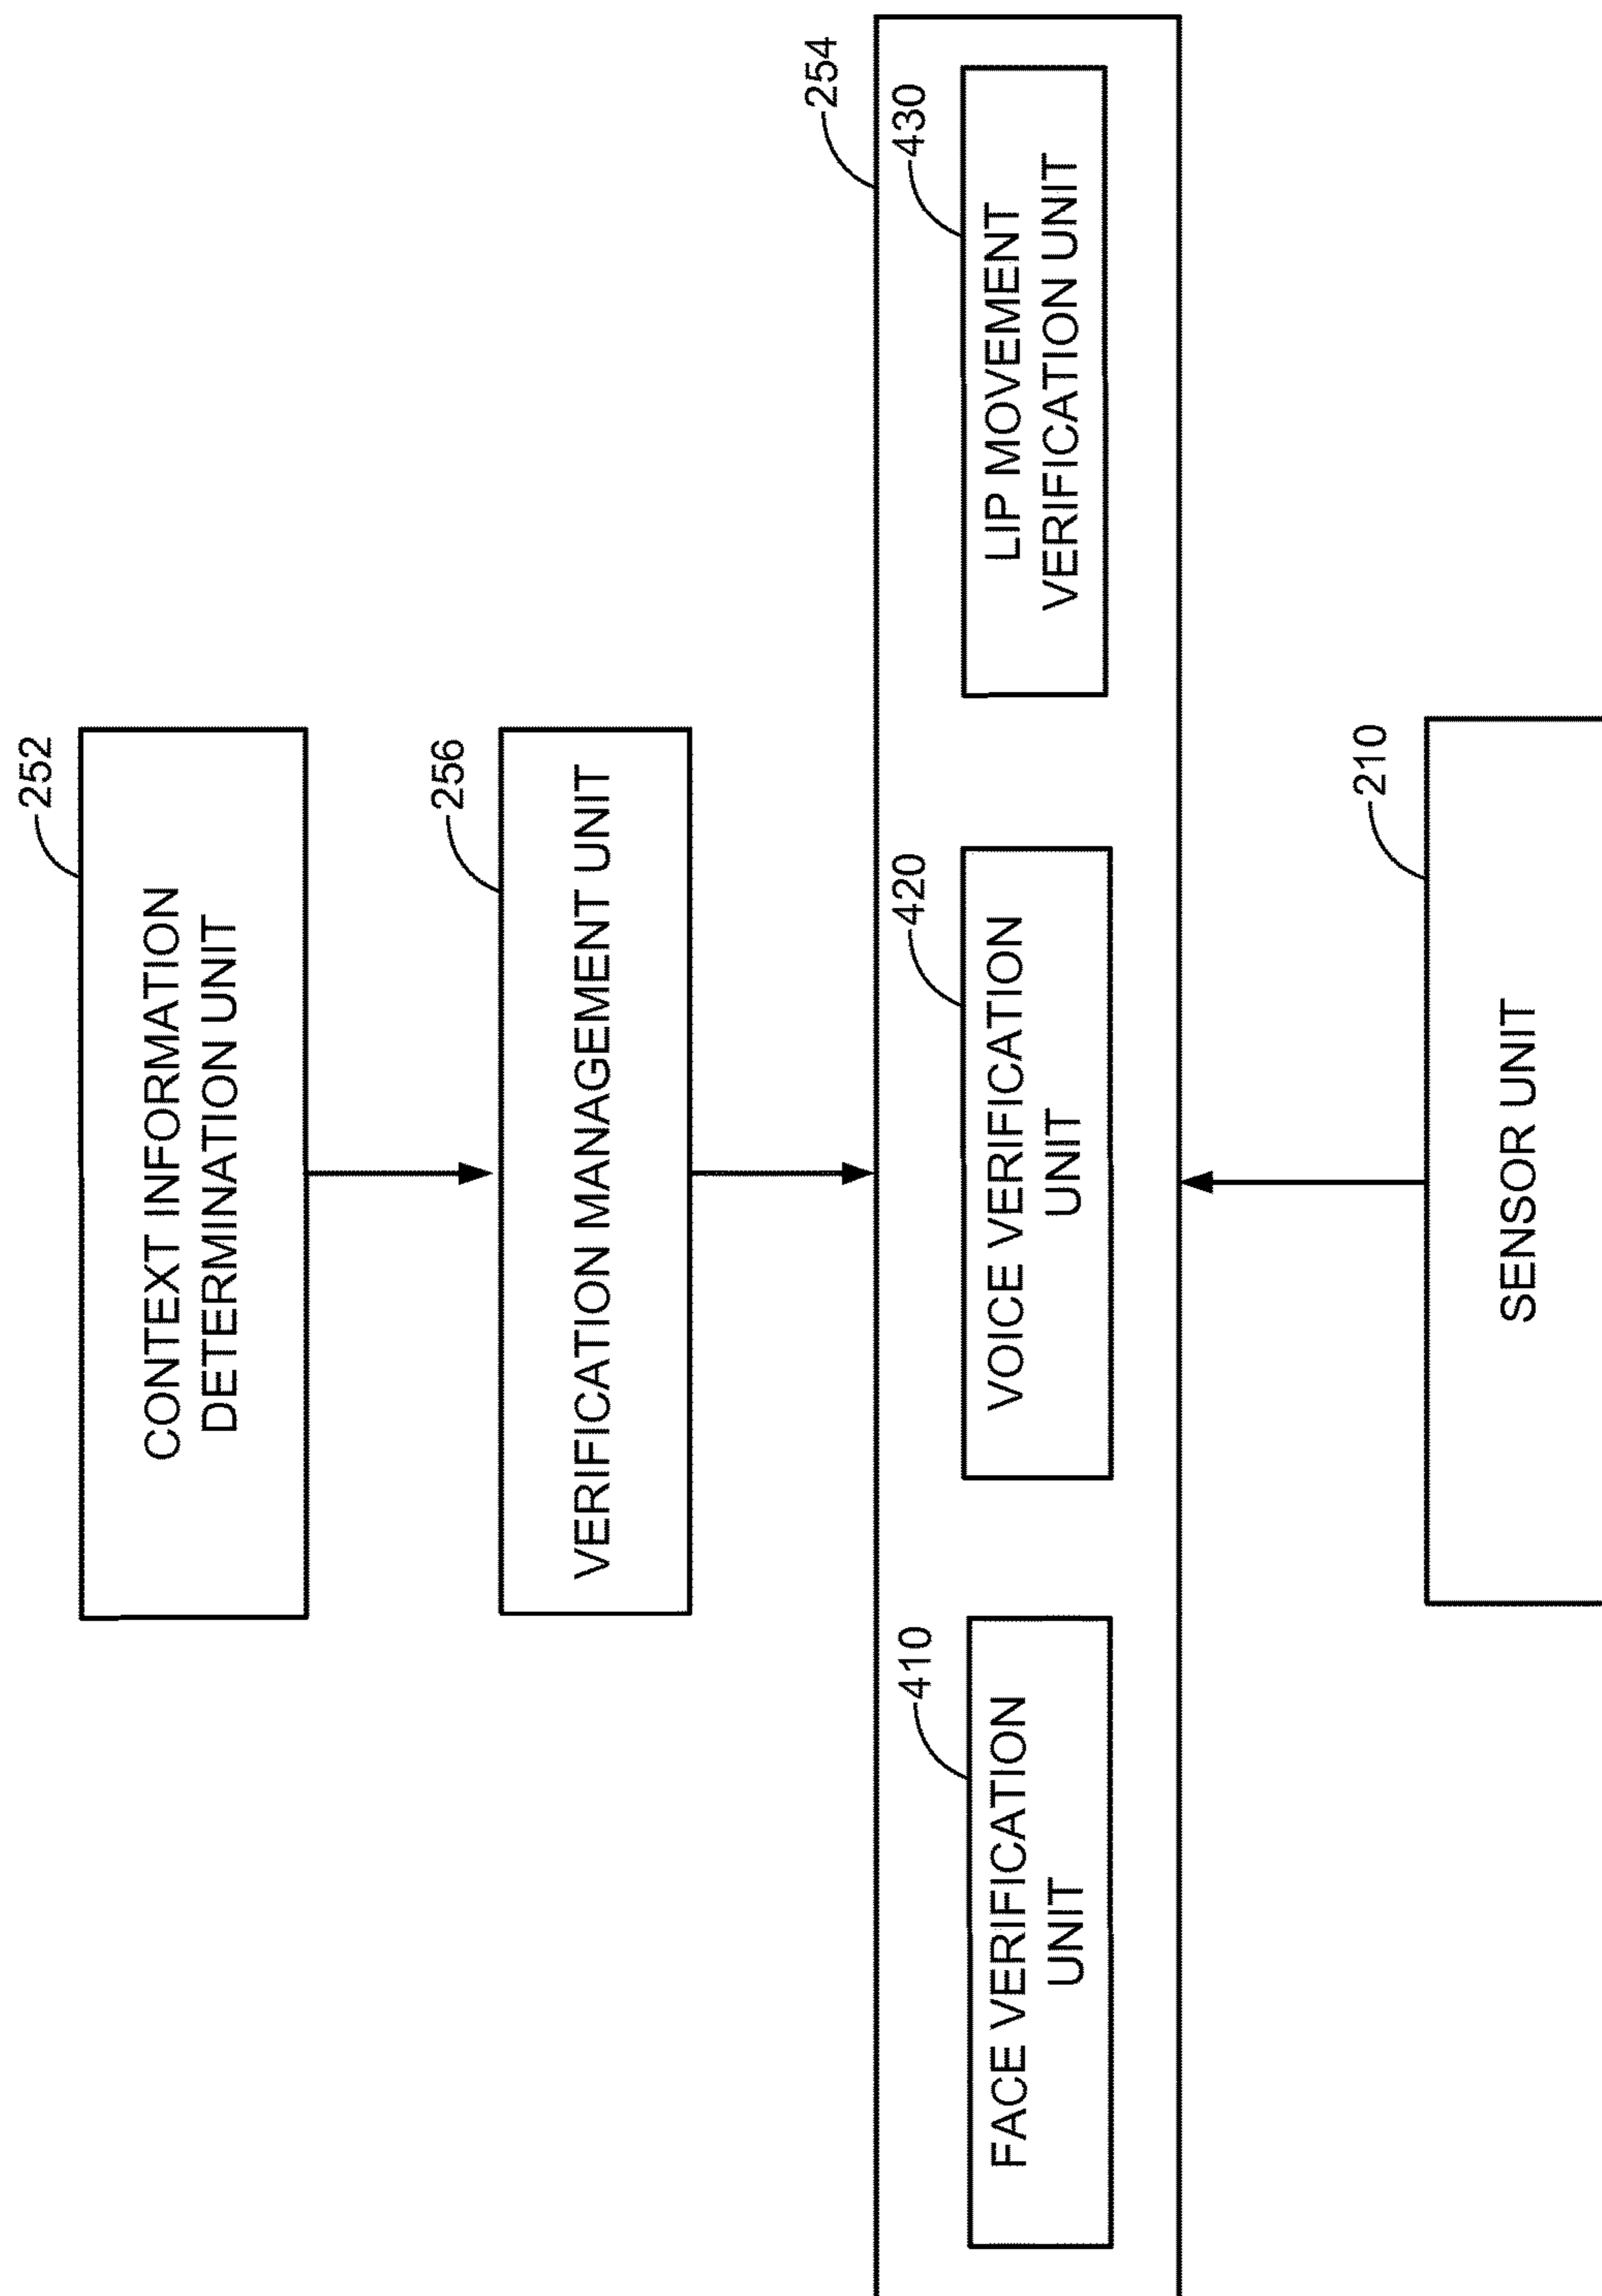 252
CONTEXT INFORMATION
DETERMINATION UNIT
256
VERIFICATION MANAGEMENT UNIT
254
410
FACE VERIFICATION
UNIT
420
VOICE VERIFICATION
UNIT
430
LIP MOVEMENT
VERIFICATION UNIT
210
SENSOR UNIT